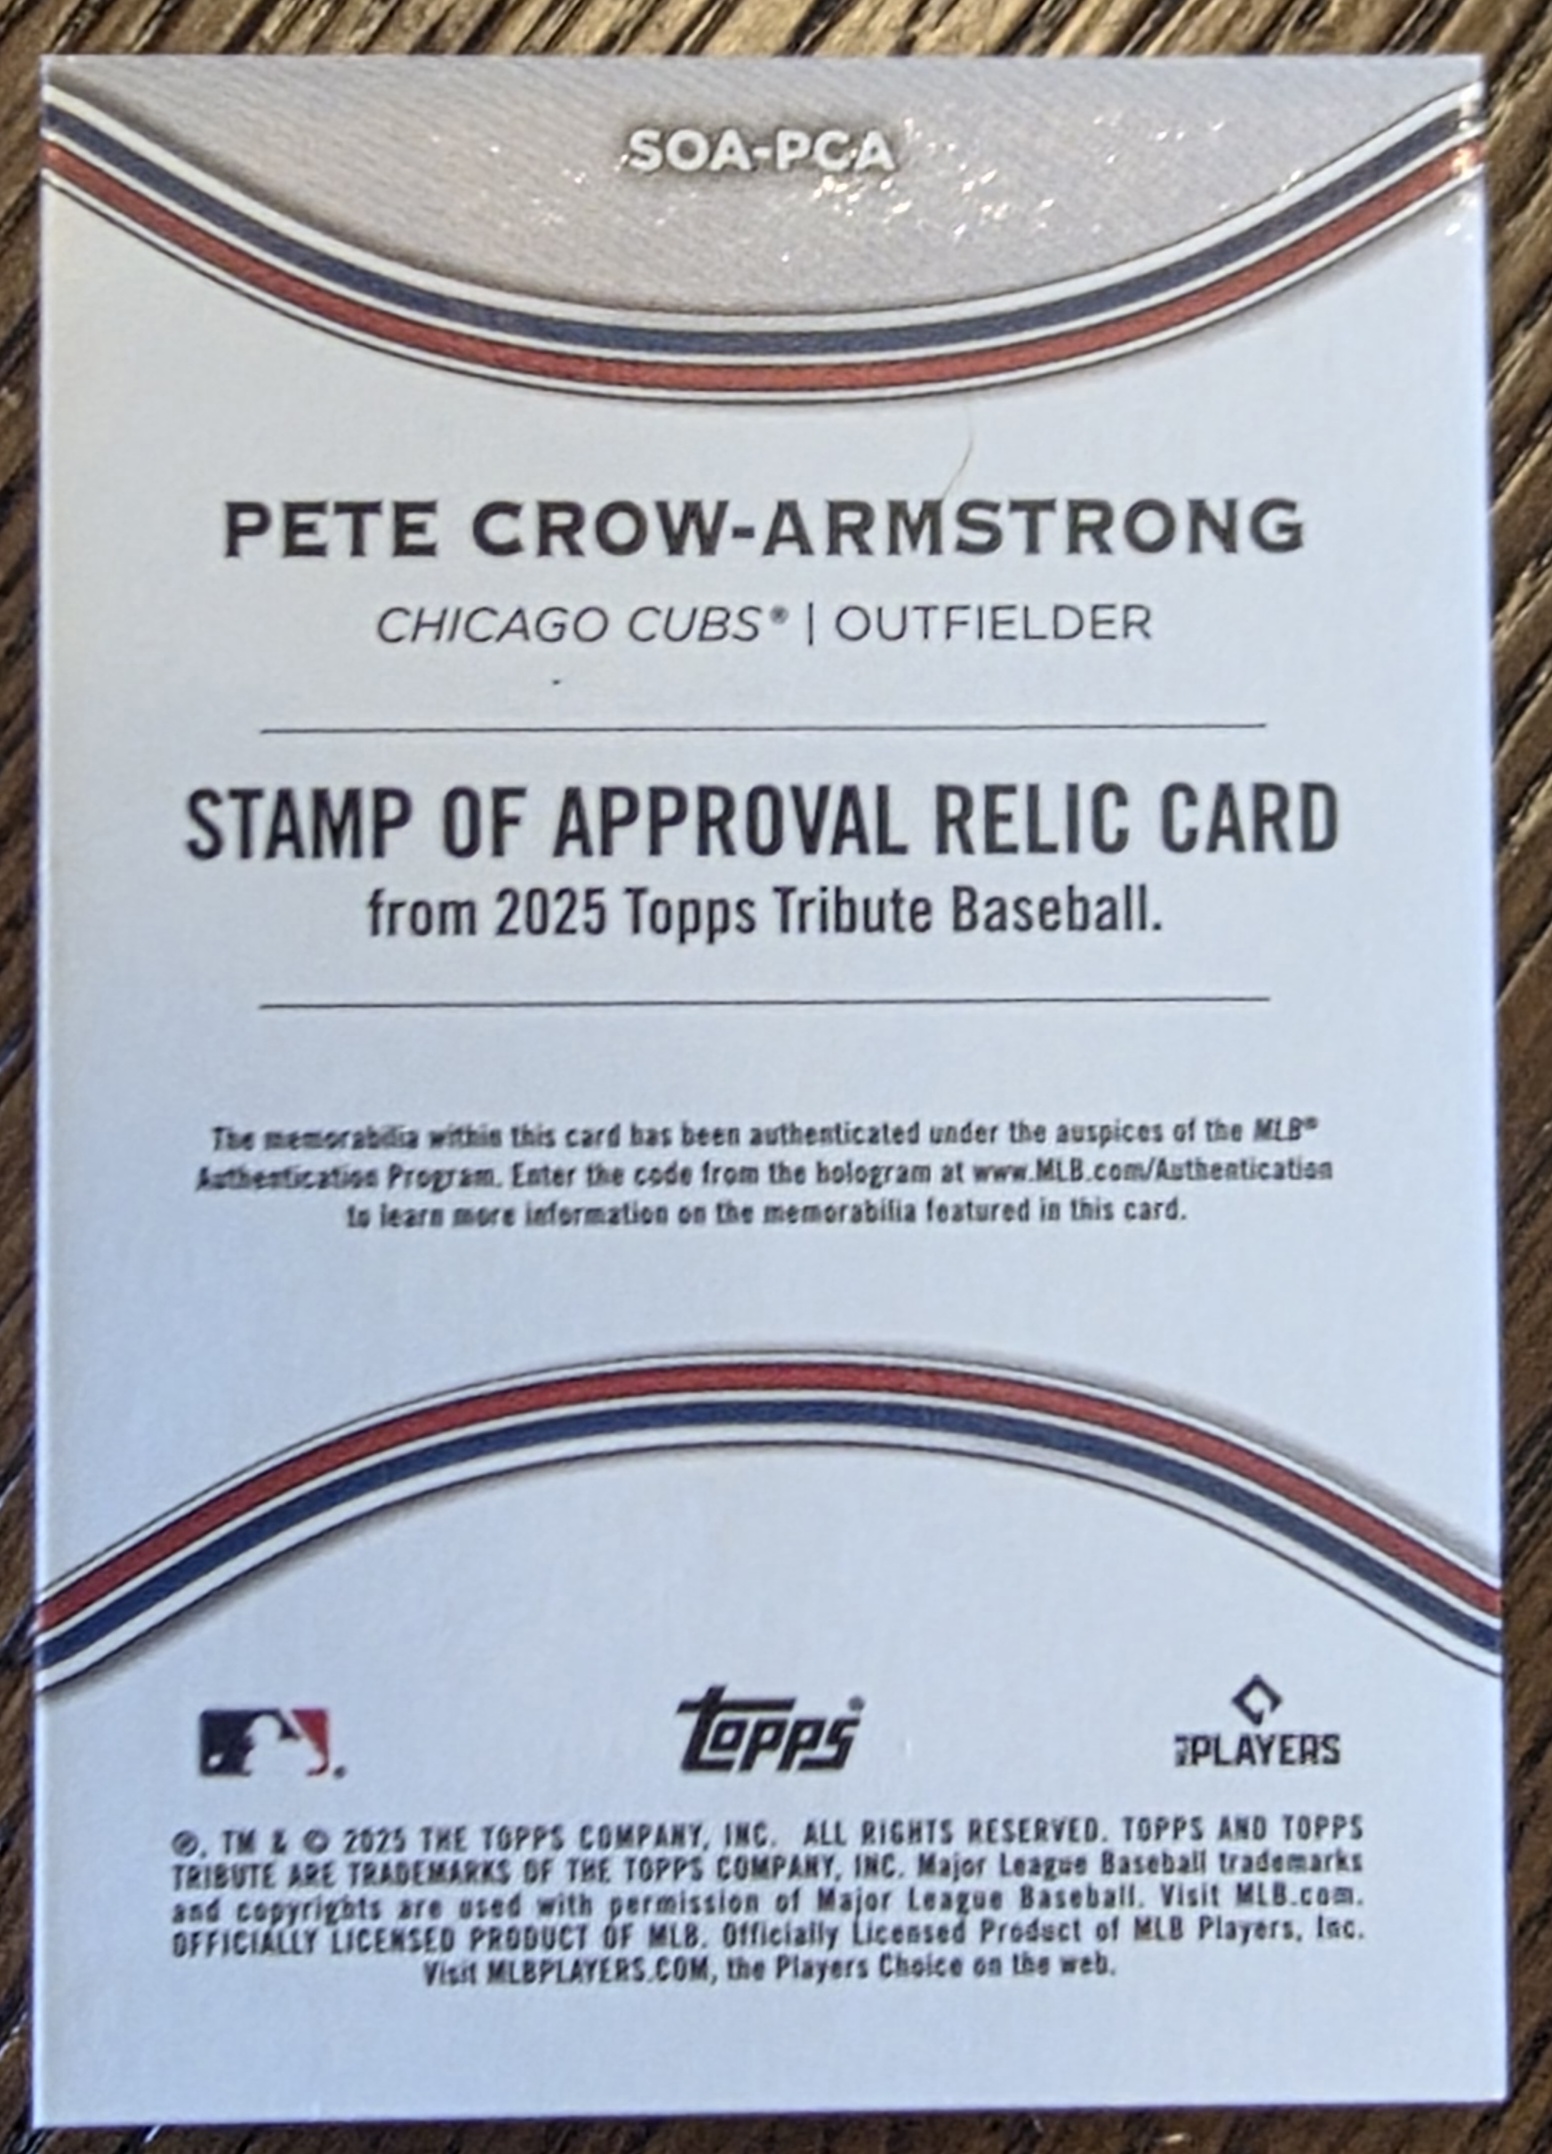 SOA-PCA
PETE CROW-ARMSTRONG
CHICAGO CUBS® | OUTFIELDER
STAMP OF APPROVAL RELIC CARD
from 2025 Topps Tribute Baseball.
The memorabilia within this card has been authenticated under the auspices of the MLB®
Authentication Program. Enter the code from the hologram at www.MLB.com/Authentication
to learn more information on the memorabilia featured in this card.
topps®
PLAYERS
®, TM & © 2025 THE TOPPS COMPANY, INC. ALL RIGHTS RESERVED. TOPPS AND TOPPS
TRIBUTE ARE TRADEMARKS OF THE TOPPS COMPANY, INC. Major League Baseball trademarks
and copyrights are used with permission of Major League Baseball. Visit MLB.com.
OFFICIALLY LICENSED PRODUCT OF MLB. Officially Licensed Product of MLB Players, Inc.
Visit MLBPLAYERS.COM, the Players Choice on the web.